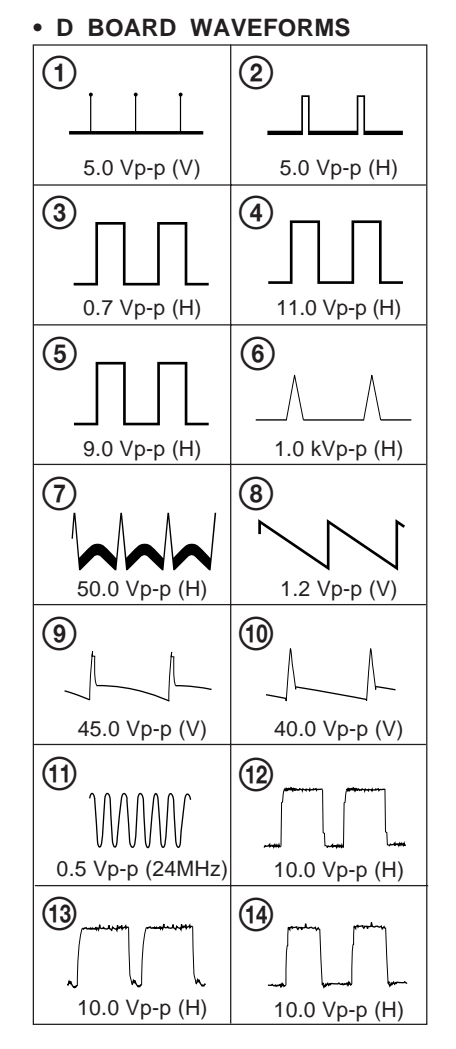 • D BOARD WAVEFORMS
1 2
5.0 Vp-p (V) 5.0 Vp-p (H)
3 4
0.7 Vp-p (H) 11.0 Vp-p (H)
5 6
9.0 Vp-p (H) 1.0 kVp-p (H)
7 8
50.0 Vp-p (H) 1.2 Vp-p (V)
9 10
45.0 Vp-p (V) 40.0 Vp-p (V)
11 12
0.5 Vp-p (24MHz) 10.0 Vp-p (H)
13 14
10.0 Vp-p (H) 10.0 Vp-p (H)